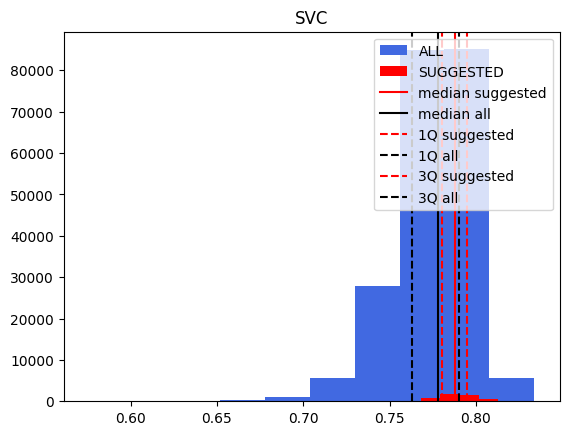 SVC
80000
70000
60000
50000
40000
30000
20000
10000
0
0.60
0.65
0.70
0.75
0.80
ALL
SUGGESTED
median suggested
median all
1Q suggested
1Q all
3Q suggested
3Q all